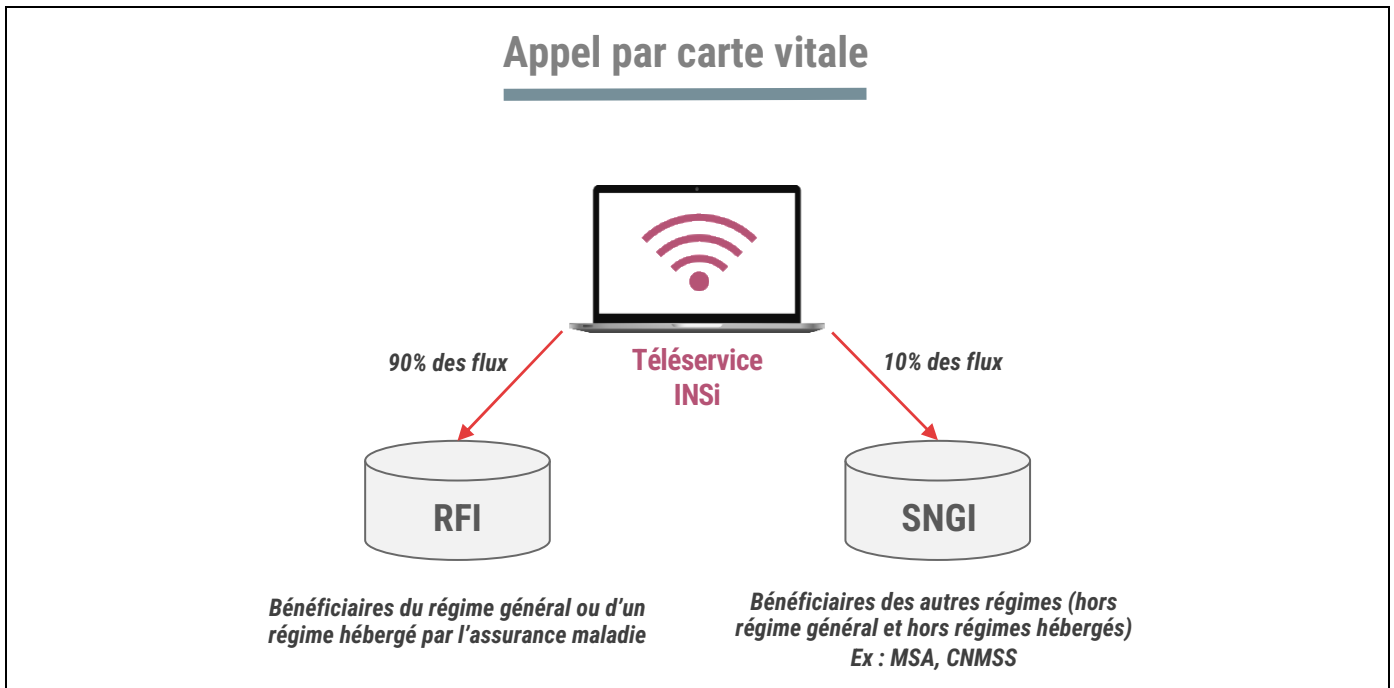 Appel par carte vitale
90% des flux
Téléservice
INSi
10% des flux
RFI
SNGI
Bénéficiaires du régime général ou d’un
régime hébergé par l’assurance maladie
Bénéficiaires des autres régimes (hors
régime général et hors régimes hébergés)
Ex : MSA, CNMSS